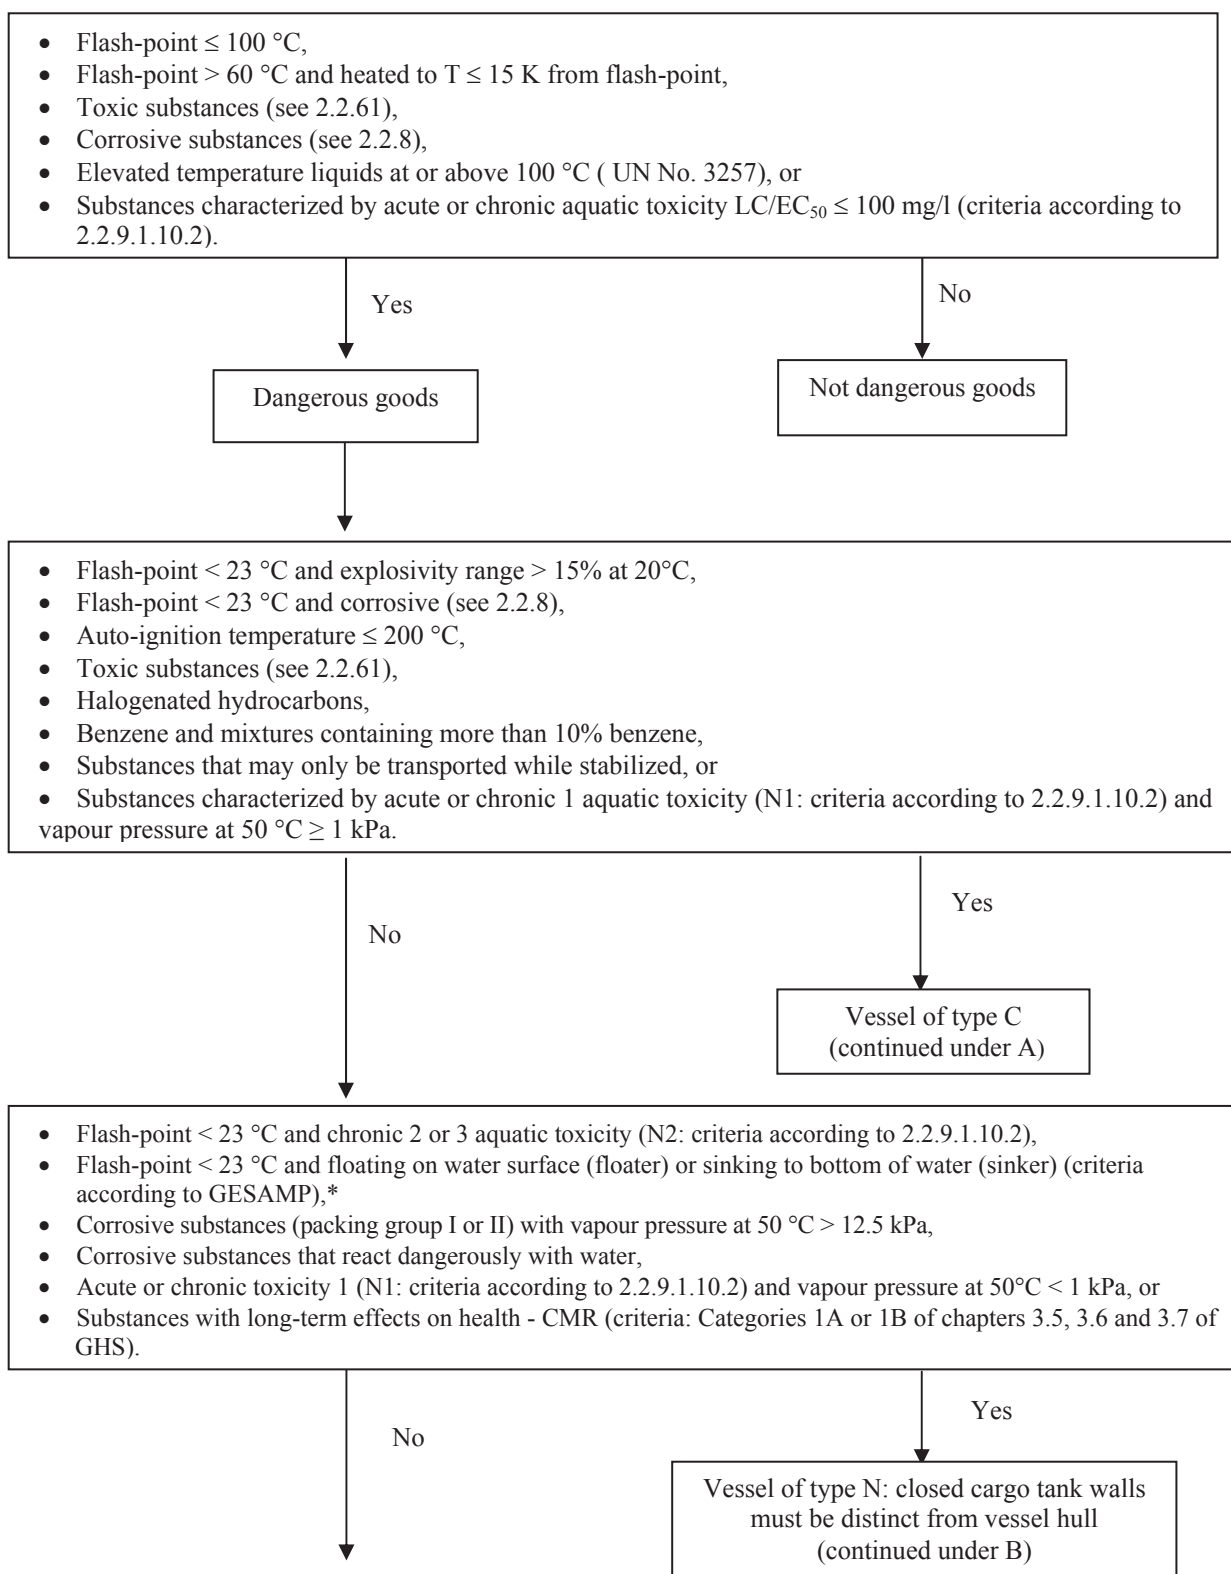 • Flash-point ≤ 100 °C,
• Flash-point > 60 °C and heated to T ≤ 15 K from flash-point,
• Toxic substances (see 2.2.61),
• Corrosive substances (see 2.2.8),
• Elevated temperature liquids at or above 100 °C ( UN No. 3257), or
• Substances characterized by acute or chronic aquatic toxicity LC/EC₅₀ ≤ 100 mg/l (criteria according to
2.2.9.1.10.2).
Yes
No
Dangerous goods
Not dangerous goods
• Flash-point < 23 °C and explosivity range > 15% at 20°C,
• Flash-point < 23 °C and corrosive (see 2.2.8),
• Auto-ignition temperature ≤ 200 °C,
• Toxic substances (see 2.2.61),
• Halogenated hydrocarbons,
• Benzene and mixtures containing more than 10% benzene,
• Substances that may only be transported while stabilized, or
• Substances characterized by acute or chronic 1 aquatic toxicity (N1: criteria according to 2.2.9.1.10.2) and
vapour pressure at 50 °C ≥ 1 kPa.
No
Yes
Vessel of type C
(continued under A)
• Flash-point < 23 °C and chronic 2 or 3 aquatic toxicity (N2: criteria according to 2.2.9.1.10.2),
• Flash-point < 23 °C and floating on water surface (floater) or sinking to bottom of water (sinker) (criteria
according to GESAMP),*
• Corrosive substances (packing group I or II) with vapour pressure at 50 °C > 12.5 kPa,
• Corrosive substances that react dangerously with water,
• Acute or chronic toxicity 1 (N1: criteria according to 2.2.9.1.10.2) and vapour pressure at 50°C < 1 kPa, or
• Substances with long-term effects on health - CMR (criteria: Categories 1A or 1B of chapters 3.5, 3.6 and 3.7 of
GHS).
No
Yes
Vessel of type N: closed cargo tank walls
must be distinct from vessel hull
(continued under B)